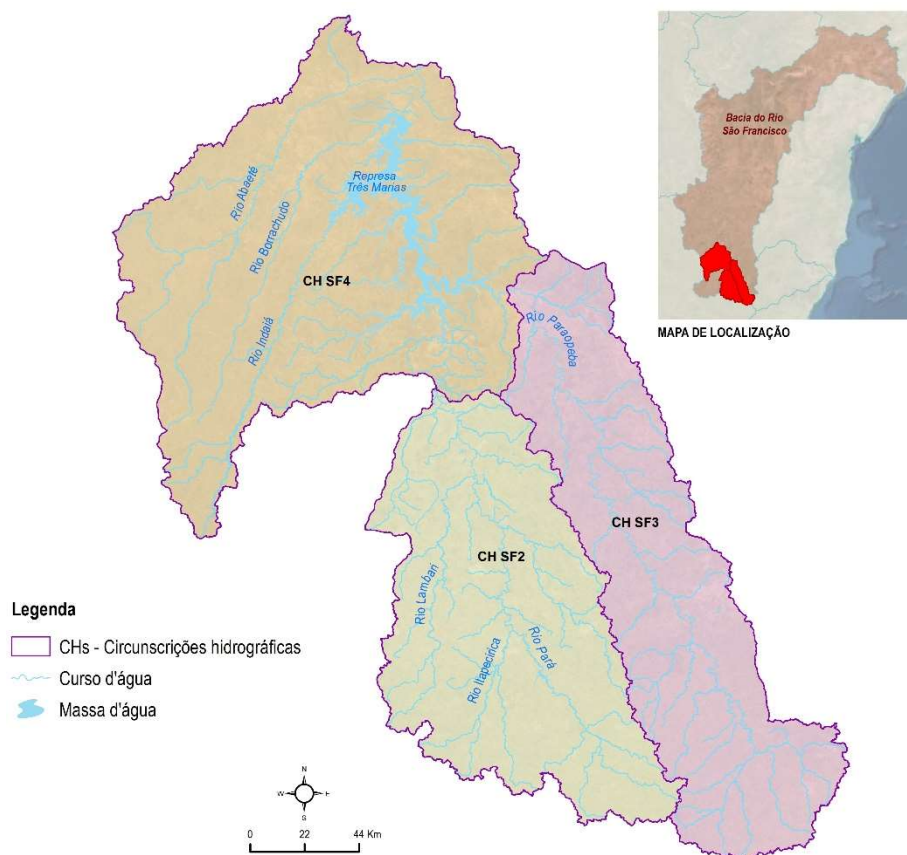 Bacia do Rio
São Francisco
MAPA DE LOCALIZAÇÃO
Represa
Três Marias
Rio Abaeté
Rio Borrachudo
CH SF4
Rio Indaiá
Rio Paraopeba
CH SF3
CH SF2
Rio Lambari
Rio Itapecirica
Rio Pará
Legenda
CHs - Circunscrições hidrográficas
Curso d'água
Massa d'água
N
W
E
S
0 22 44 Km